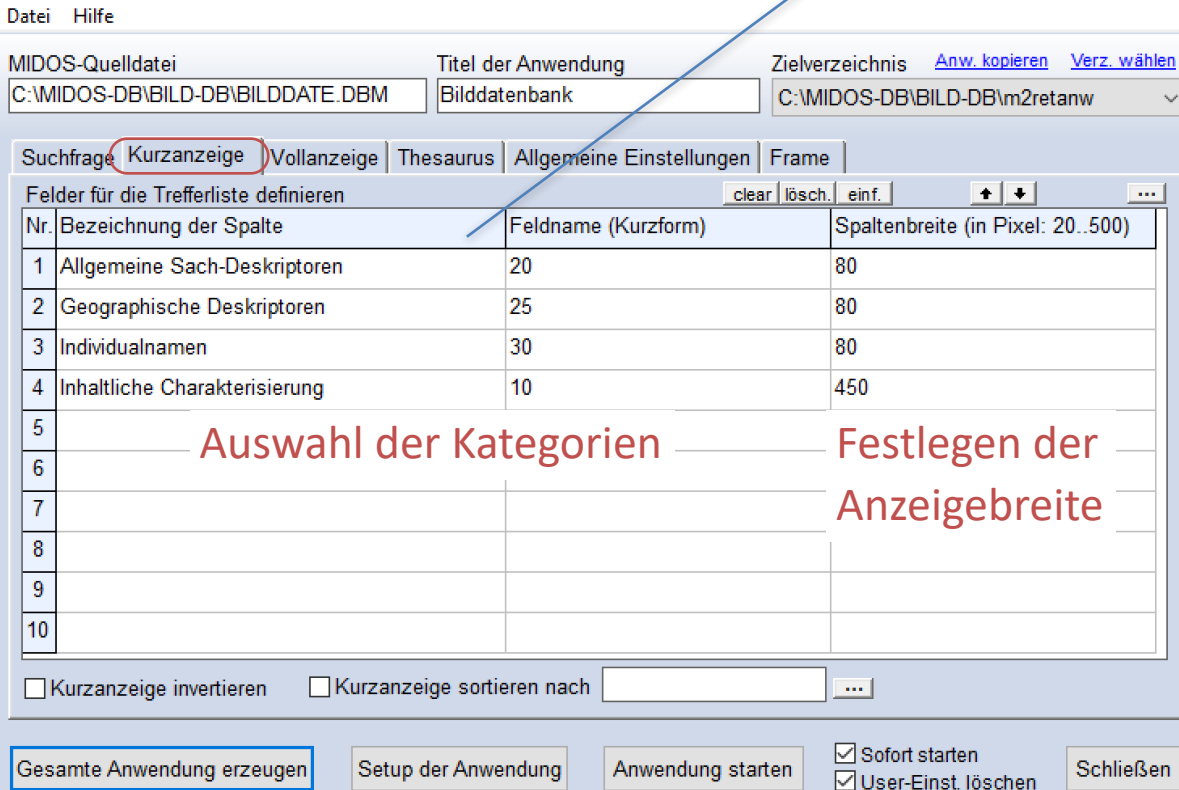 Datei Hilfe
MIDOS-Quelldatei Titel der Anwendung Zielverzeichnis Anw. kopieren Verz. wählen
C:\MIDOS-DB\BILD-DB\BILDDATE.DBM Bilddatenbank C:\MIDOS-DB\BILD-DB\m2retanw
Suchfrage Kurzanzeige Vollanzeige Thesaurus Allgemeine Einstellungen Frame
Felder für die Trefferliste definieren clear lösch. einf. ...
Nr. Bezeichnung der Spalte Feldname (Kurzform) Spaltenbreite (in Pixel: 20..500)
1 Allgemeine Sach-Deskriptoren 20 80
2 Geographische Deskriptoren 25 80
3 Individualnamen 30 80
4 Inhaltliche Charakterisierung 10 450
5
Auswahl der Kategorien Festlegen der
6
Anzeigebreite
7
8
9
10
Kurzanzeige invertieren Kurzanzeige sortieren nach ...
Gesamte Anwendung erzeugen Setup der Anwendung Anwendung starten Sofort starten Schließen
User-Einst. löschen